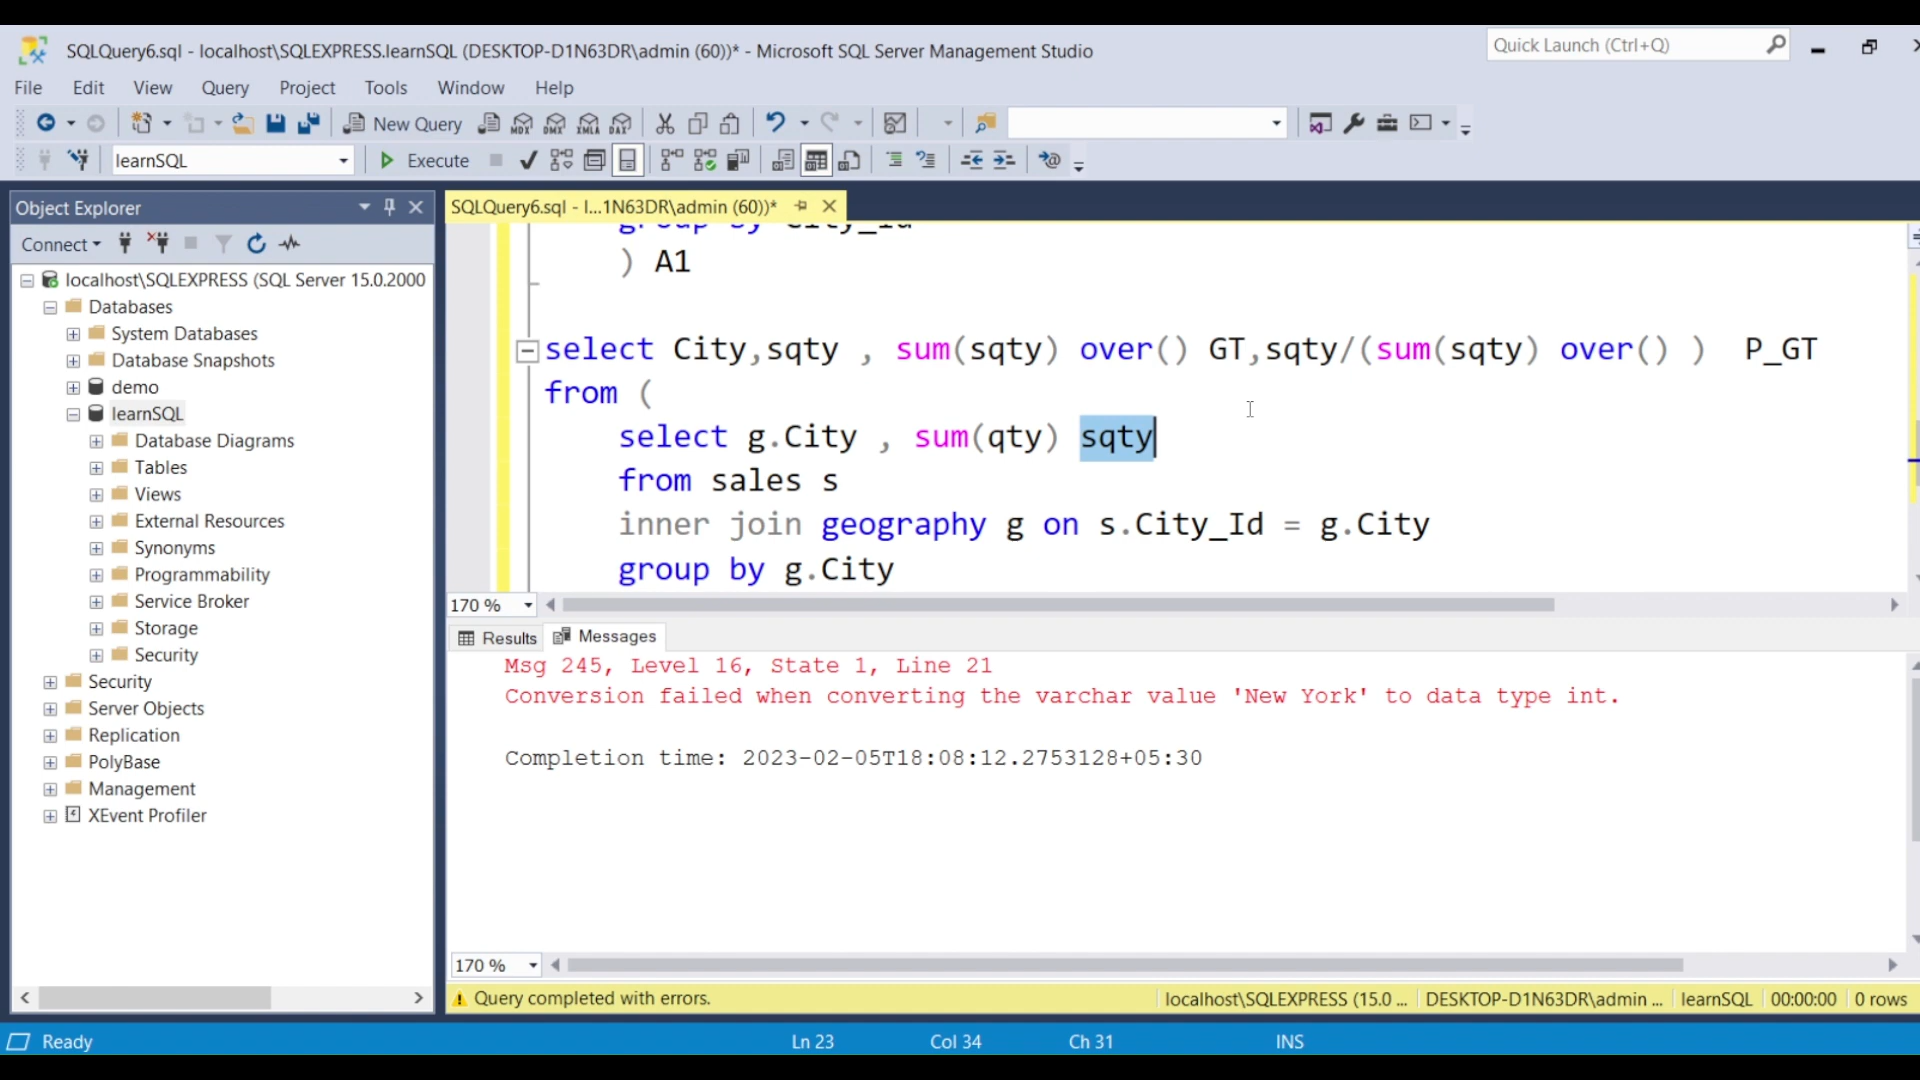 SQLQuery6.sql - localhost\SQLEXPRESS.learnSQL (DESKTOP-D1N63DR\admin (60))* - Microsoft SQL Server Management Studio
Quick Launch (Ctrl+Q)
File Edit View Query Project Tools Window Help
New Query MDX DMX XMLA DAX
learnSQL Execute
Object Explorer
SQLQuery6.sql - l...1N63DR\admin (60))*
Connect
localhost\SQLEXPRESS (SQL Server 15.0.2000
Databases
System Databases
Database Snapshots
demo
learnSQL
Database Diagrams
Tables
Views
External Resources
Synonyms
Programmability
Service Broker
Storage
Security
Security
Server Objects
Replication
PolyBase
Management
XEvent Profiler
group by City_Id
) A1
select City,sqty , sum(sqty) over() GT,sqty/(sum(sqty) over() ) P_GT
from (
select g.City , sum(qty) sqty
from sales s
inner join geography g on s.City_Id = g.City
group by g.City
170 %
Results Messages
Msg 245, Level 16, State 1, Line 21
Conversion failed when converting the varchar value 'New York' to data type int.
Completion time: 2023-02-05T18:08:12.2753128+05:30
170 %
Query completed with errors. localhost\SQLEXPRESS (15.0 ... DESKTOP-D1N63DR\admin ... learnSQL 00:00:00 0 rows
Ready Ln 23 Col 34 Ch 31 INS